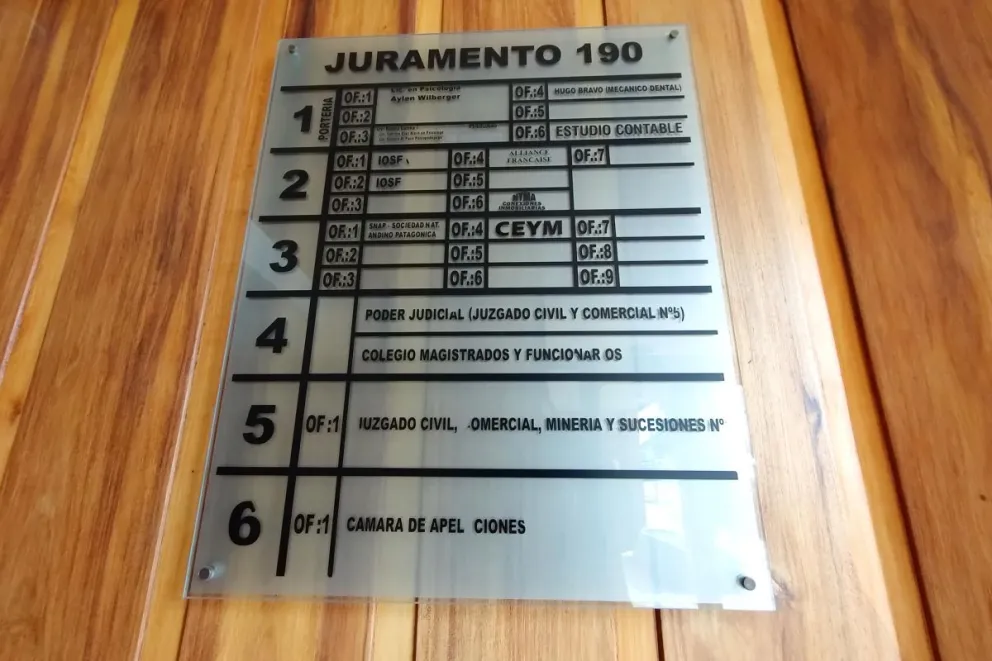 JURAMENTO 190
1
PORTERIA
OF.:1
Lic. en Psicología
Aylen Wilberger
OF.:4
HUGO BRAVO (MECANICO DENTAL)
OF.:2
OF.:5
OF.:3
OF.:6
ESTUDIO CONTABLE
2
OF.:1
IOSF
OF.:4
ALLIANCE
FRANCAISE
OF.:7
OF.:2
IOSF
OF.:5
OF.:3
OF.:6
INMOBILIARIAS
3
OF.:1
SNAP - SOCIEDAD NAT.
ANDINO PATAGONICA
OF.:4
CEYM
OF.:7
OF.:2
OF.:5
OF.:8
OF.:3
OF.:6
OF.:9
4
PODER JUDICIAL (JUZGADO CIVIL Y COMERCIAL Nº5)
COLEGIO MAGISTRADOS Y FUNCIONAR OS
5
OF.:1
IUZGADO CIVIL, OMERCIAL, MINERIA Y SUCESIONES Nº
6
OF.:1
CAMARA DE APEL CIONES